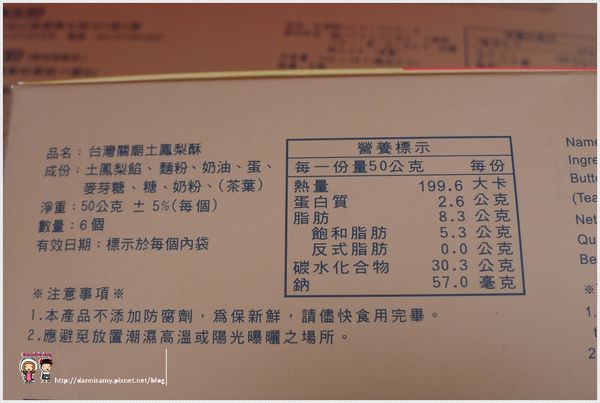 品名：台灣關廟土鳳梨酥
成份：土鳳梨餡、麵粉、奶油、蛋、
麥芽糖、糖、奶粉、（茶葉）
淨重：50公克 ± 5%（每個）
數量：6個
有效日期：標示於每個內袋
營養標示
每一份量50公克 每份
熱量 199.6 大卡
蛋白質 2.6 公克
脂肪 8.3 公克
飽和脂肪 5.3 公克
反式脂肪 0.0 公克
碳水化合物 30.3 公克
鈉 57.0 毫克
※注意事項※
1.本產品不添加防腐劑，為保新鮮，請儘快食用完畢。
2.應避免放置潮濕高溫或陽光曝曬之場所。
Name
Ingre
Butte
(Tea
Net
Qu
Be
http://dannisamy.pixnet.net/blog